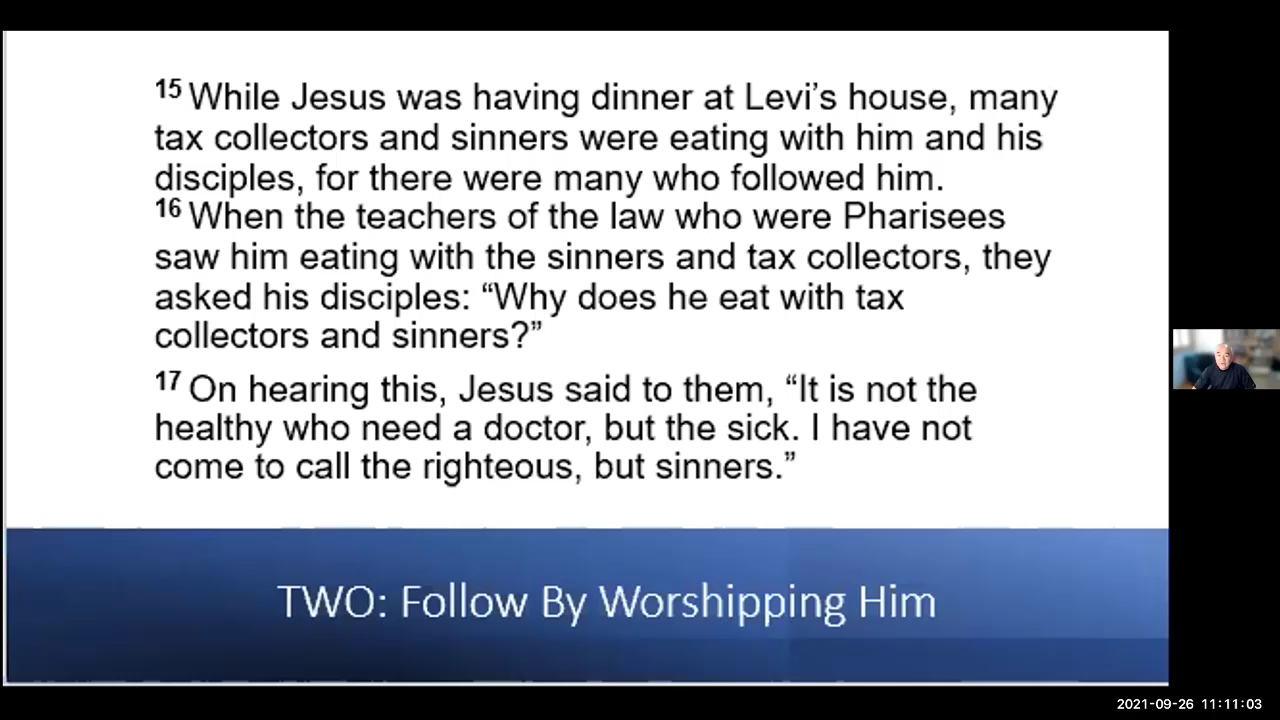 15 While Jesus was having dinner at Levi’s house, many
tax collectors and sinners were eating with him and his
disciples, for there were many who followed him.
16 When the teachers of the law who were Pharisees
saw him eating with the sinners and tax collectors, they
asked his disciples: “Why does he eat with tax
collectors and sinners?”
17 On hearing this, Jesus said to them, “It is not the
healthy who need a doctor, but the sick. I have not
come to call the righteous, but sinners.”
TWO: Follow By Worshipping Him
2021-09-26 11:11:03